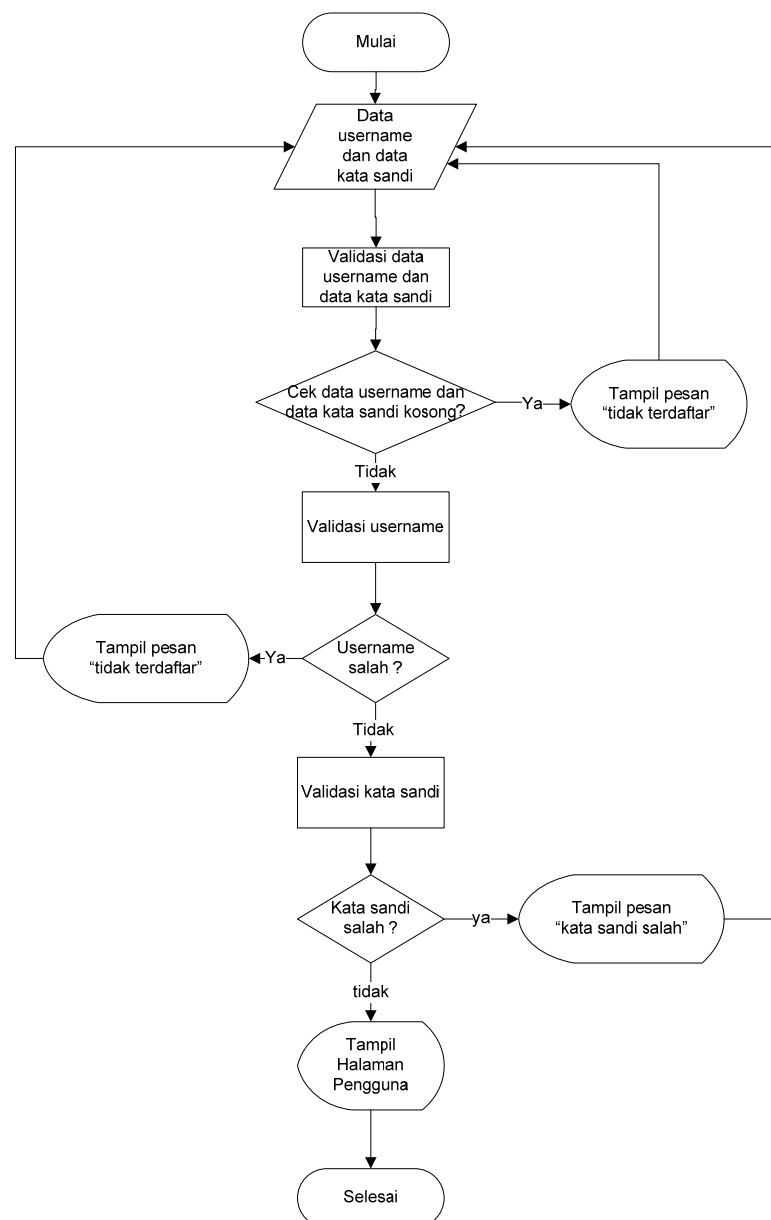 Mulai
Data
username
dan data
kata sandi
Validasi data
username dan
data kata sandi
Cek data username dan
data kata sandi kosong?
Ya
Tampil pesan
“tidak terdaftar”
Tidak
Validasi username
Username
salah ?
Ya
Tampil pesan
“tidak terdaftar”
Tidak
Validasi kata sandi
Kata sandi
salah ?
ya
Tampil pesan
“kata sandi salah”
tidak
Tampil
Halaman
Pengguna
Selesai